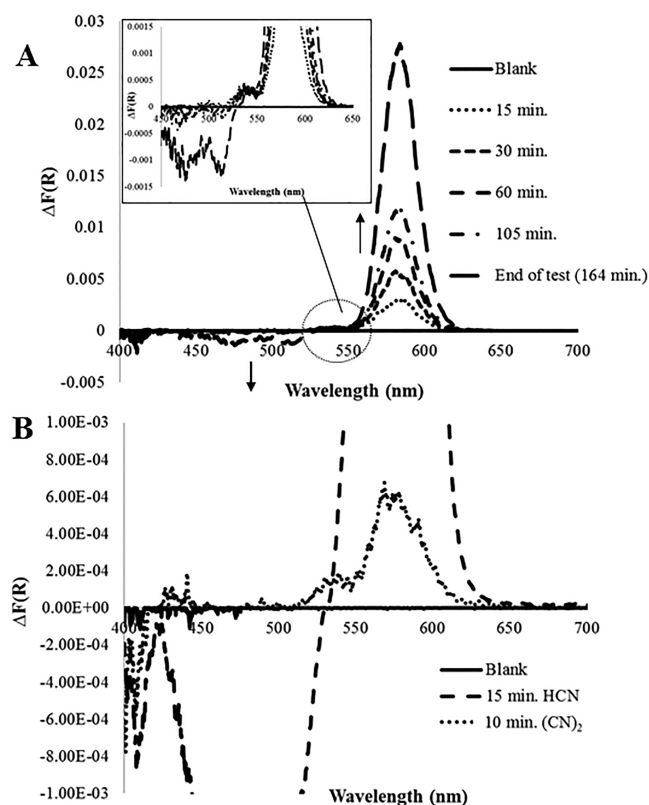 A
0.03
0.025
0.02
0.015
0.01
0.005
0
-0.005
ΔF(R)
400 450 500 550 600 650 700
Wavelength (nm)
0.0015
0.001
0.0005
0
-0.0005
-0.001
-0.0015
ΔF(R)
450 500 550 600 650
Wavelength (nm)
Blank
15 min.
30 min.
60 min.
105 min.
End of test (164 min.)
B
1.00E-03
8.00E-04
6.00E-04
4.00E-04
2.00E-04
0.00E+00
-2.00E-04
-4.00E-04
-6.00E-04
-8.00E-04
-1.00E-03
ΔF(R)
400 450 500 550 600 650 700
Blank
15 min. HCN
10 min. (CN)2
Wavelength (nm)